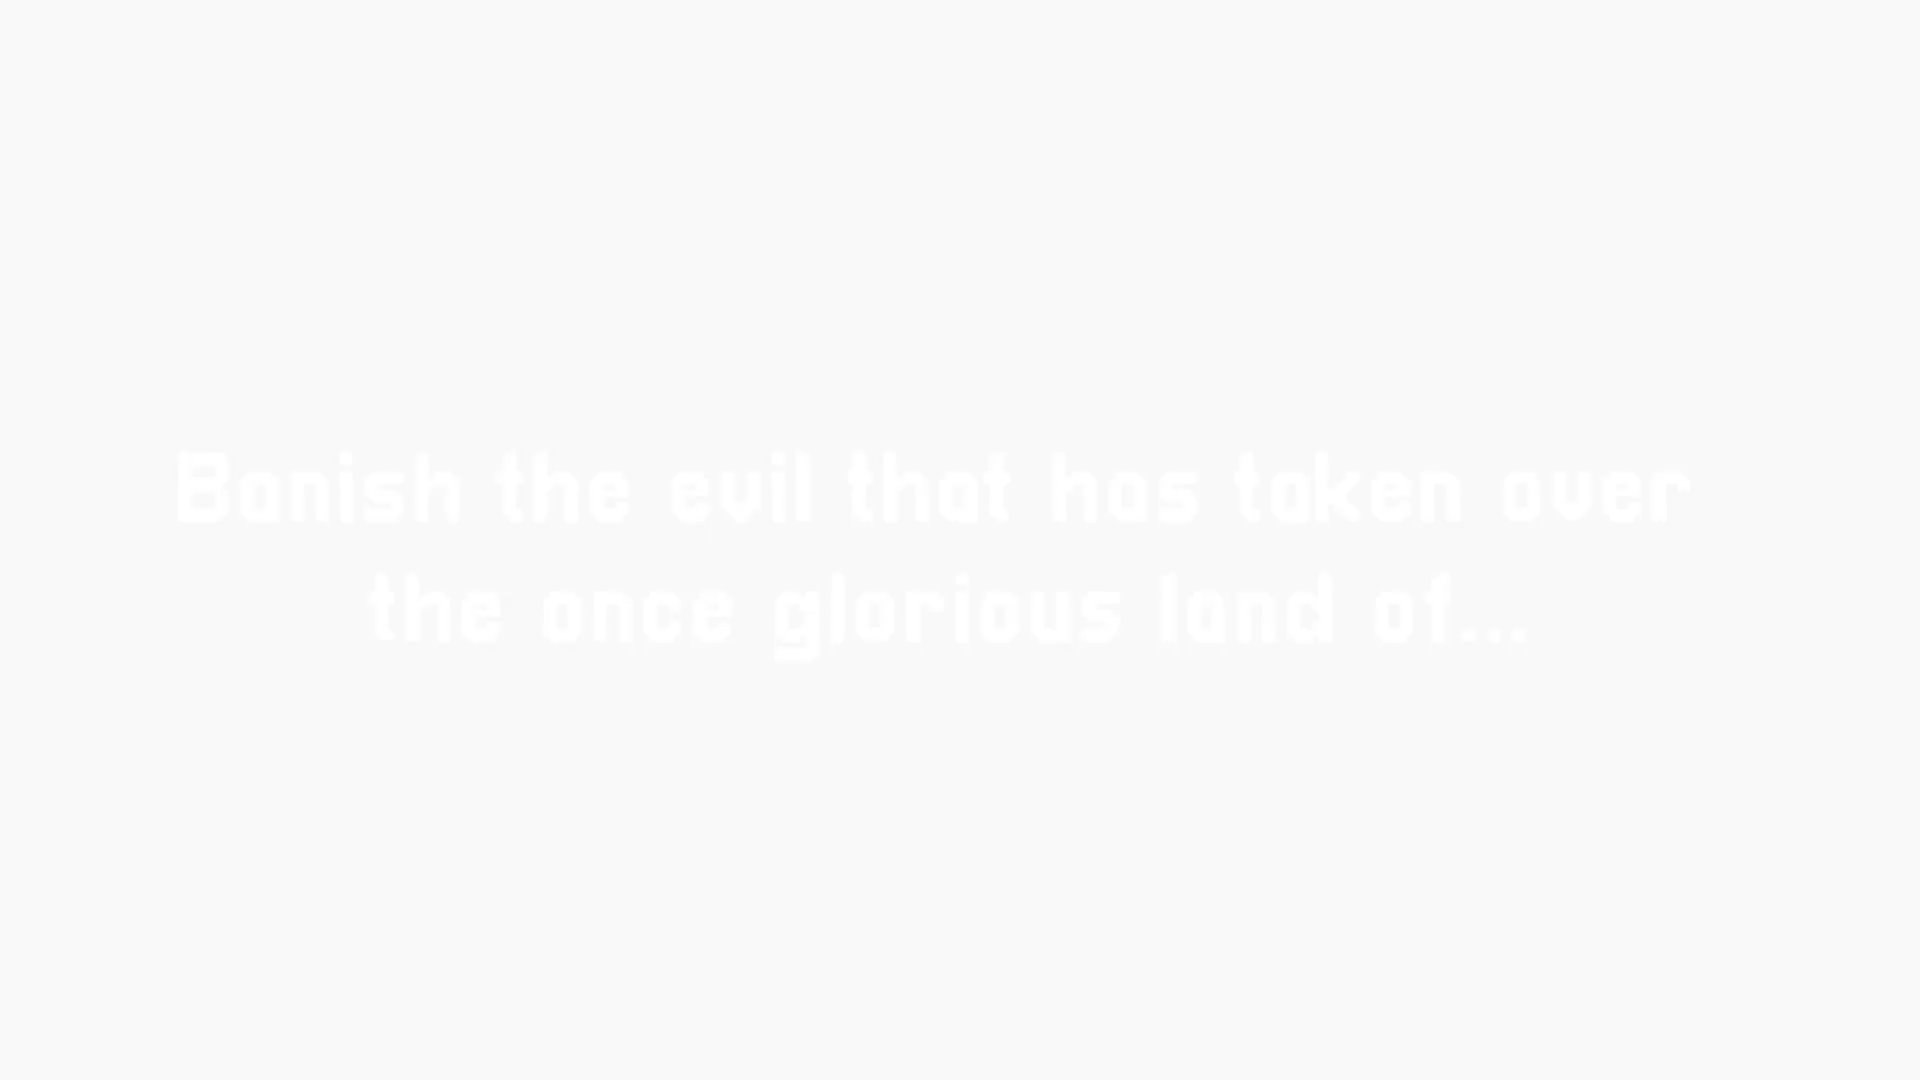 Banish the evil that has taken over
the once glorious land of...